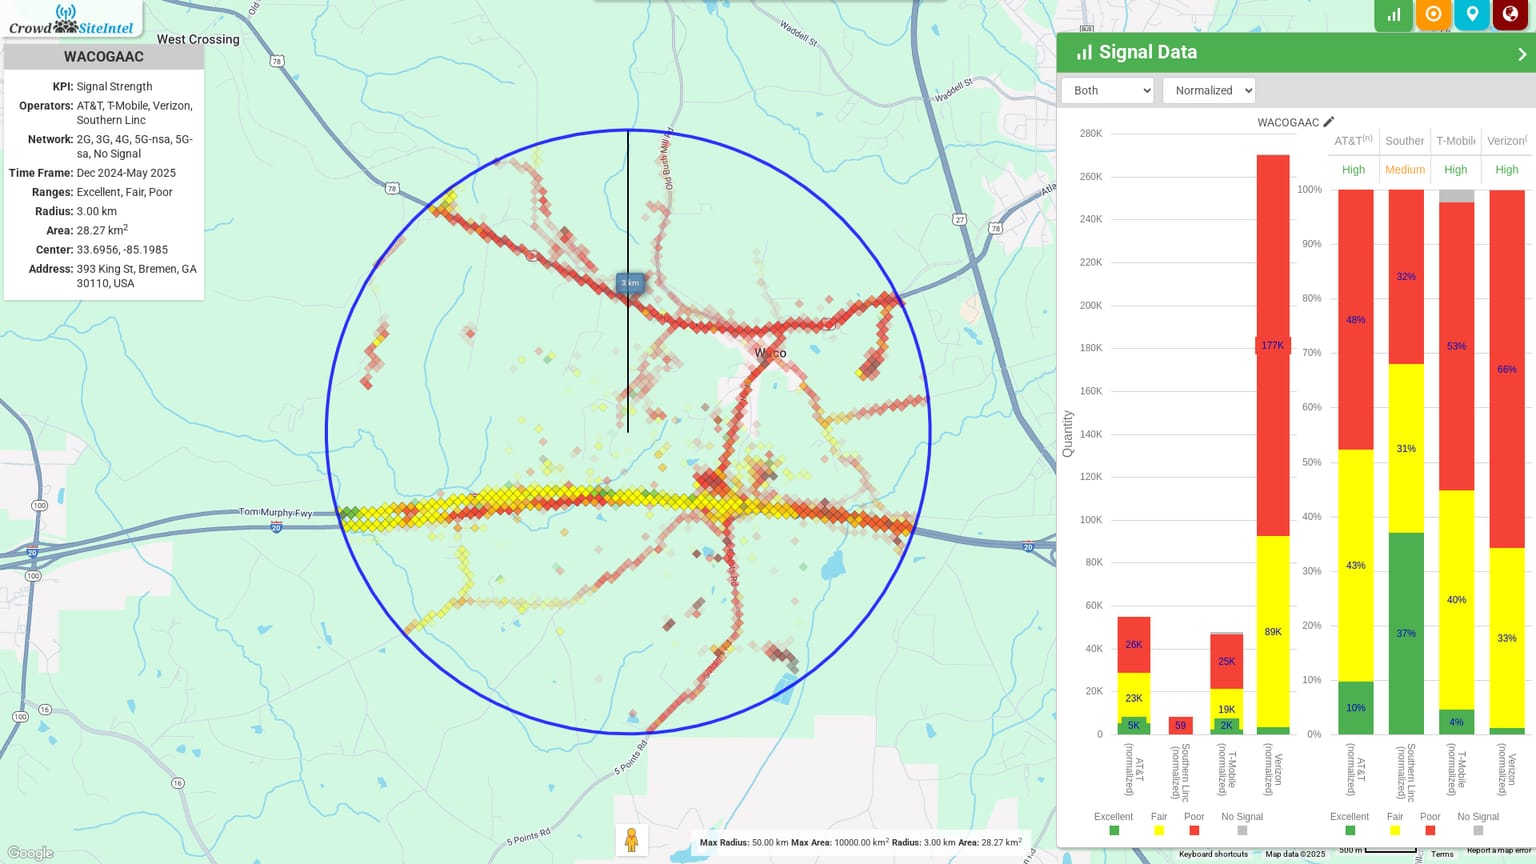 Crowd SiteIntel
WACOGAAC
KPI: Signal Strength
Operators: AT&T, T-Mobile, Verizon,
Southern Linc
Network: 2G, 3G, 4G, 5G-nsa, 5G-
sa, No Signal
Time Frame: Dec 2024-May 2025
Ranges: Excellent, Fair, Poor
Radius: 3.00 km
Area: 28.27 km²
Center: 33.6956, -85.1985
Address: 393 King St, Bremen, GA
30110, USA
West Crossing
78
Waddell St
Waddell St
78
Old Bush Mill Rd
27
78
Atla
3 km
Waco
100
Tom Murphy Fwy
20
20
20
100
100
16
16
5 Points Rd
5 Points Rd
Google
Max Radius: 50.00 km Max Area: 10000.00 km² Radius: 3.00 km Area: 28.27 km²
Signal Data
Both
Normalized
WACOGAAC
280K
260K
240K
220K
200K
180K
160K
140K
120K
100K
80K
60K
40K
20K
0
Quantity
26K
23K
5K
59
25K
19K
2K
177K
89K
AT&T
(normalized)
Southern Linc
(normalized)
T-Mobile
(normalized)
Verizon
(normalized)
Excellent
Fair
Poor
No Signal
AT&T(n)
Souther
T-Mobile
Verizon(
High
Medium
High
High
100%
90%
80%
70%
60%
50%
40%
30%
20%
10%
0%
48%
43%
10%
32%
31%
37%
53%
40%
4%
66%
33%
AT&T
(normalized)
Southern Linc
(normalized)
T-Mobile
(normalized)
Verizon
(normalized)
Excellent
Fair
Poor
No Signal
Keyboard shortcuts
Map data ©2025
500 m
Terms
Report a map error